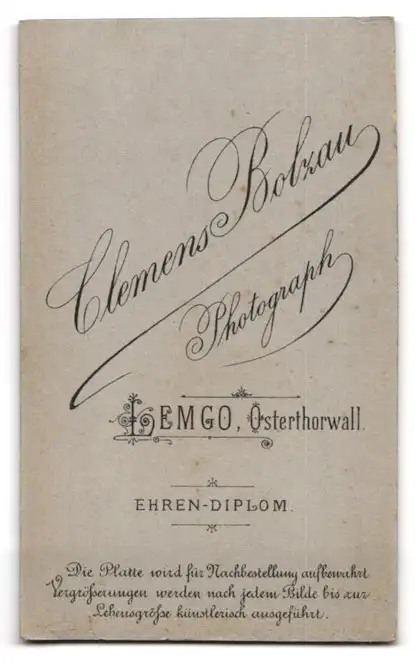 Clemens Bolzau
Photograph
LEMGO, Osterthorwall.
EHREN-DIPLOM.
Die Platte wird für Nachbestellung aufbewahrt
Vergrösserungen werden nach jedem Bilde bis zur
Lebensgrösse künstlerisch ausgeführt.